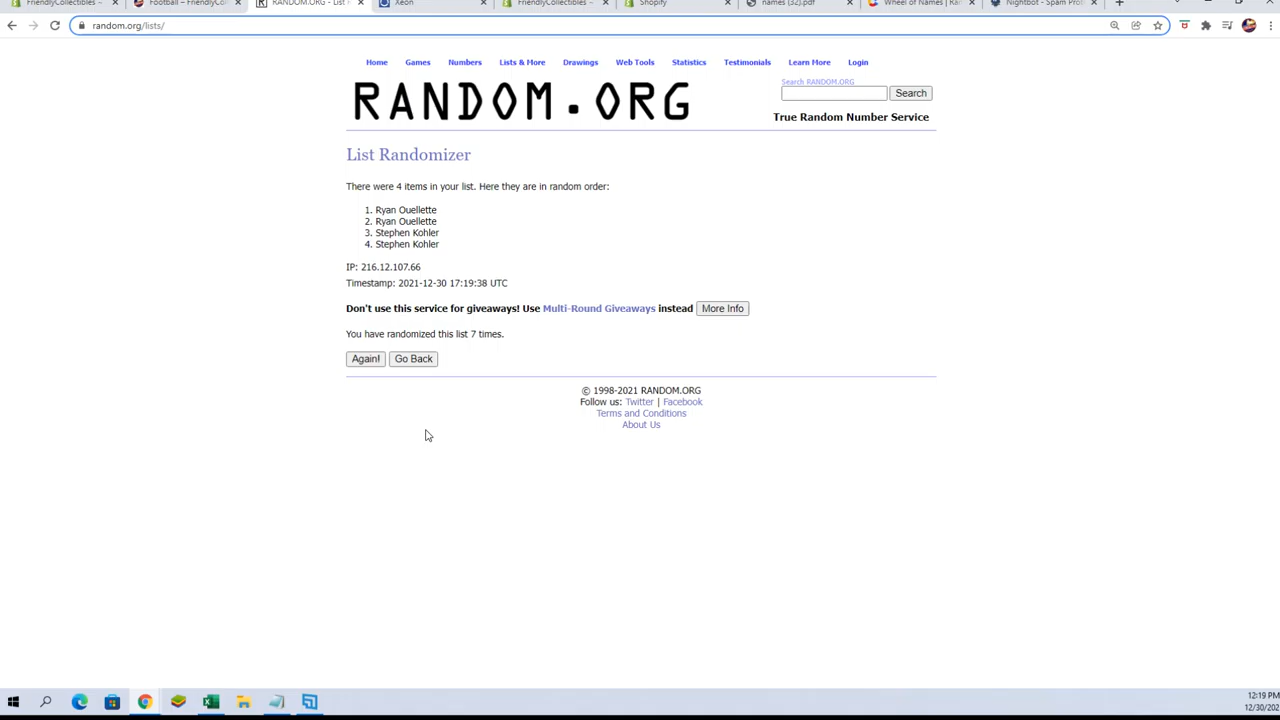 FriendlyCollectibles –
Football – FriendlyCo
RANDOM.ORG - List
Xeon
FriendlyCollectibles –
Shopify
names (32).pdf
Wheel of Names | Ra
Nightbot - Spam Pro
random.org/lists/
Home Games Numbers Lists & More Drawings Web Tools Statistics Testimonials Learn More Login
RANDOM.ORG
Search RANDOM.ORG
Search
True Random Number Service
List Randomizer
There were 4 items in your list. Here they are in random order:
1. Ryan Ouellette
2. Ryan Ouellette
3. Stephen Kohler
4. Stephen Kohler
IP: 216.12.107.66
Timestamp: 2021-12-30 17:19:38 UTC
Don't use this service for giveaways! Use Multi-Round Giveaways instead More Info
You have randomized this list 7 times.
Again! Go Back
© 1998-2021 RANDOM.ORG
Follow us: Twitter | Facebook
Terms and Conditions
About Us
12:19 PM
12/30/202